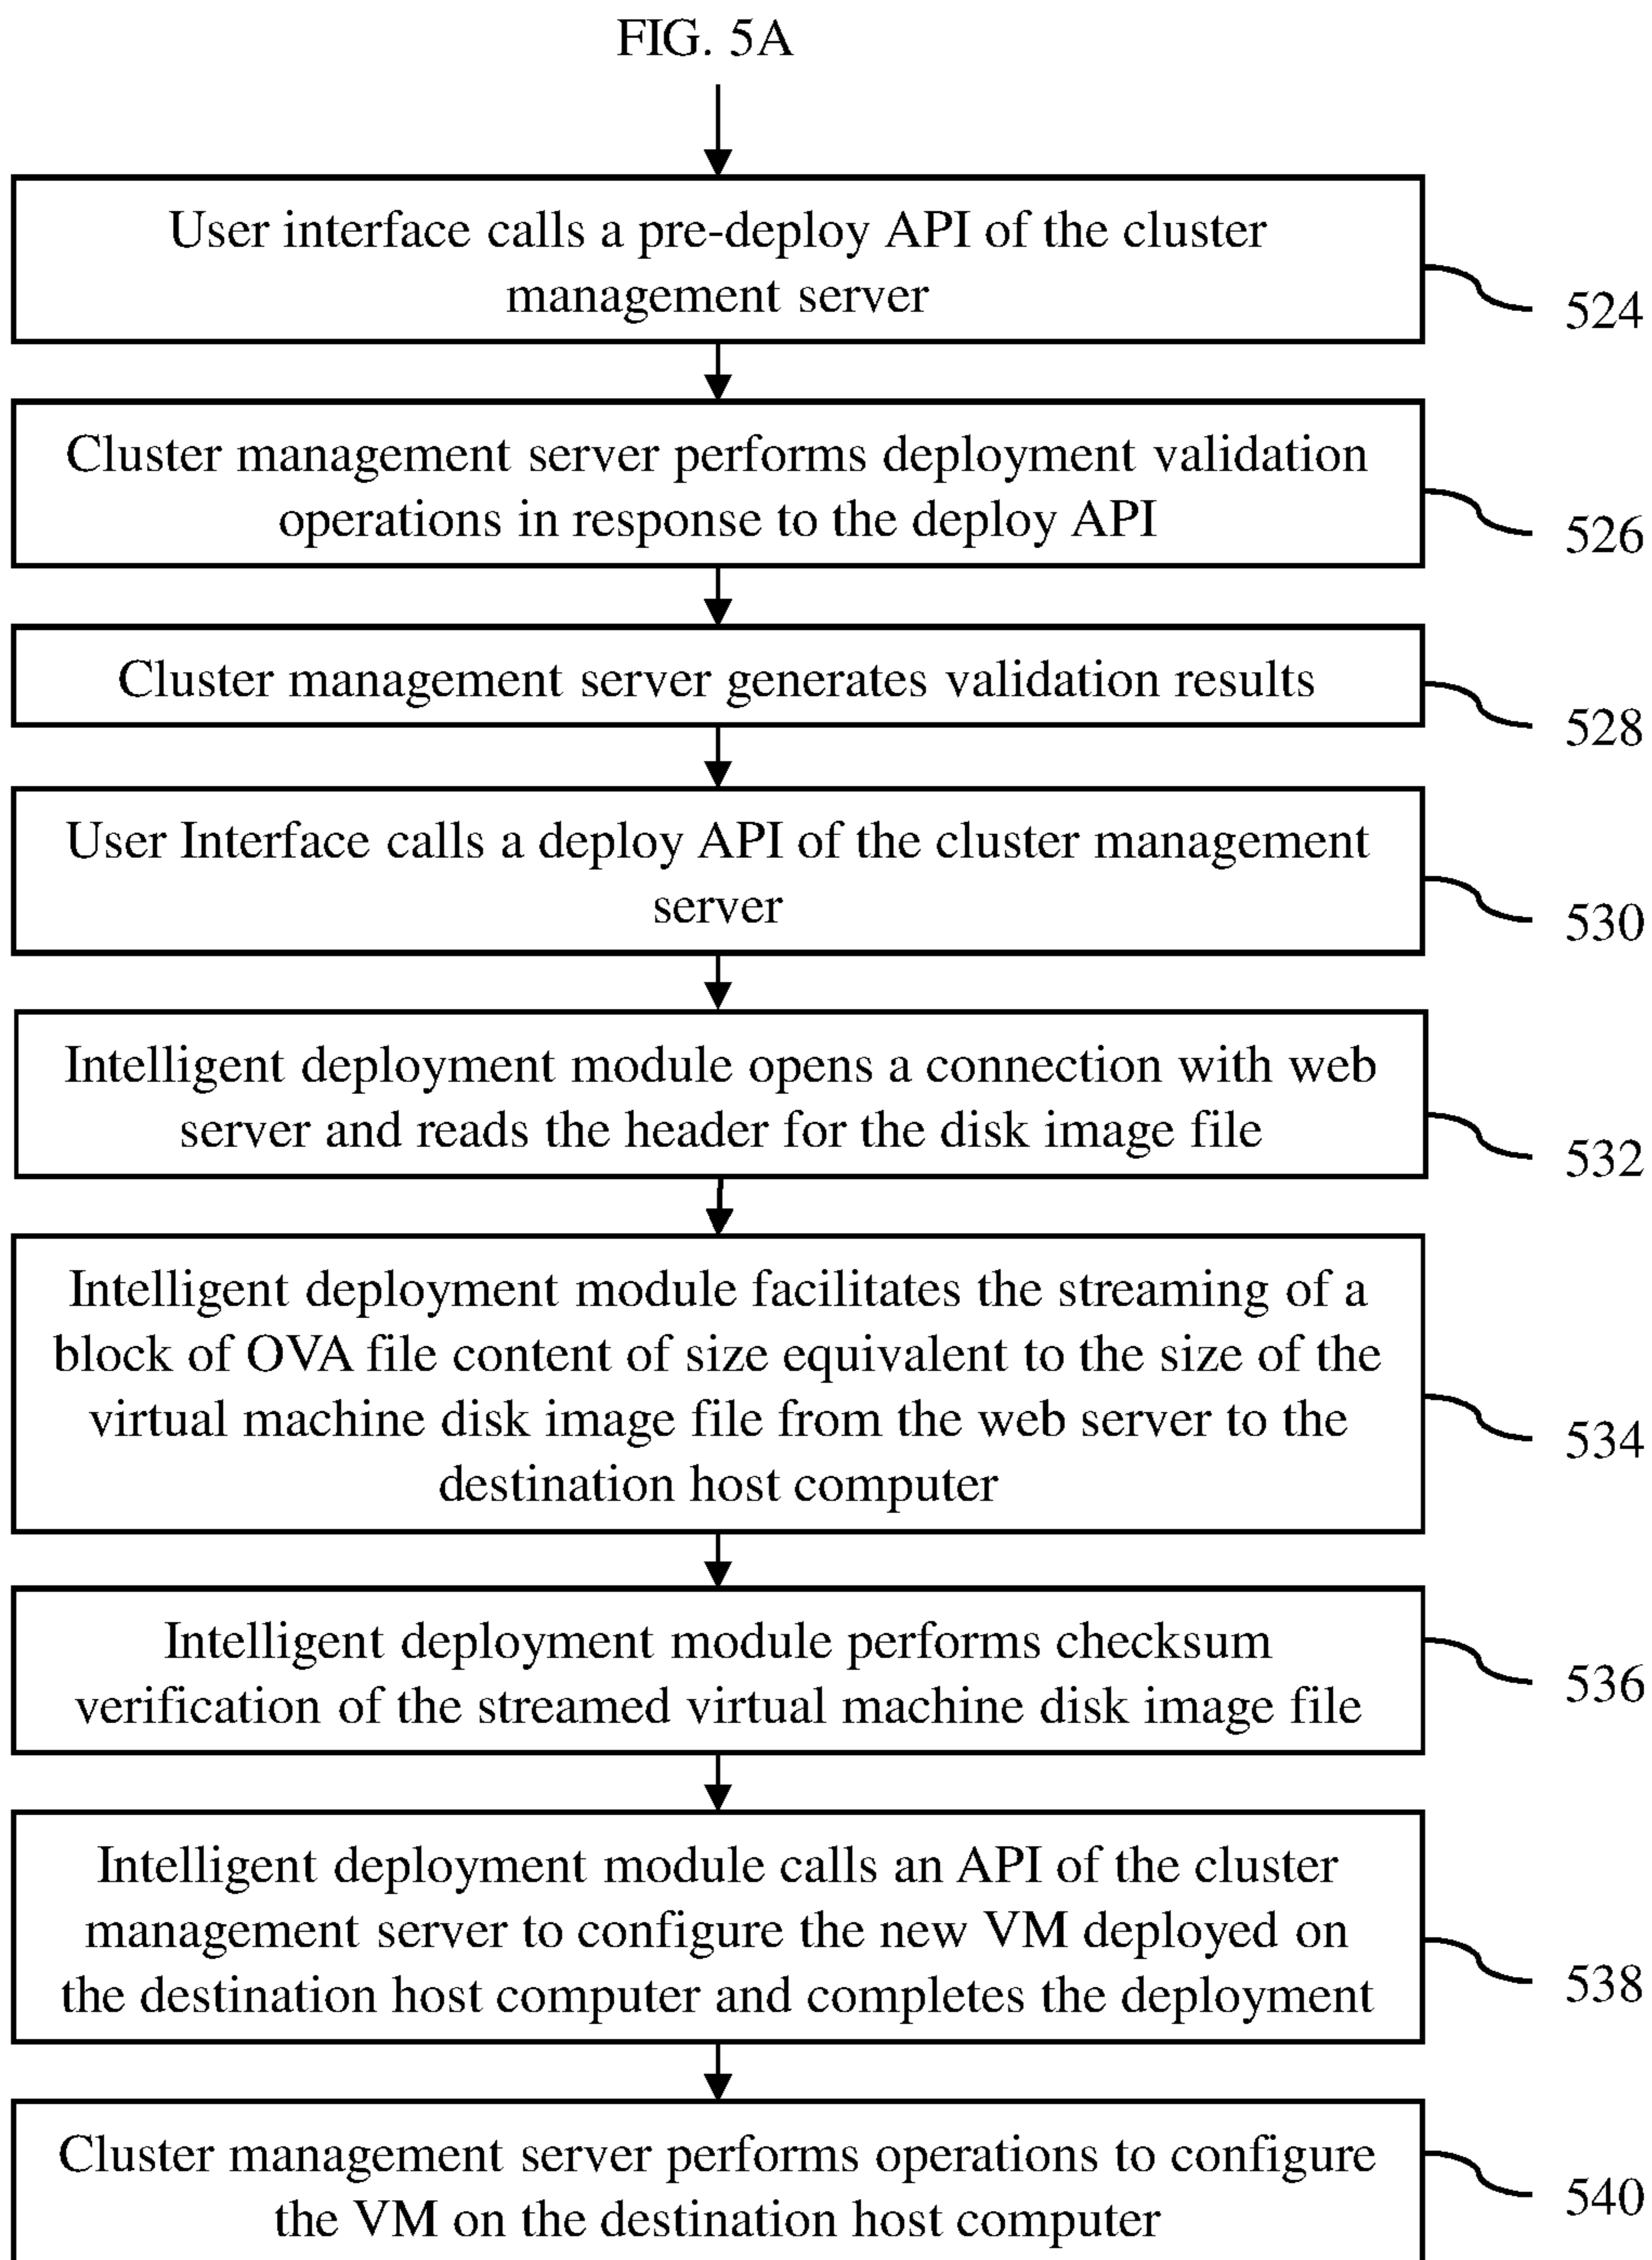 FIG. 5A
User interface calls a pre-deploy API of the cluster
management server
524
Cluster management server performs deployment validation
operations in response to the deploy API
526
Cluster management server generates validation results
528
User Interface calls a deploy API of the cluster management
server
530
Intelligent deployment module opens a connection with web
server and reads the header for the disk image file
532
Intelligent deployment module facilitates the streaming of a
block of OVA file content of size equivalent to the size of the
virtual machine disk image file from the web server to the
destination host computer
534
Intelligent deployment module performs checksum
verification of the streamed virtual machine disk image file
536
Intelligent deployment module calls an API of the cluster
management server to configure the new VM deployed on
the destination host computer and completes the deployment
538
Cluster management server performs operations to configure
the VM on the destination host computer
540